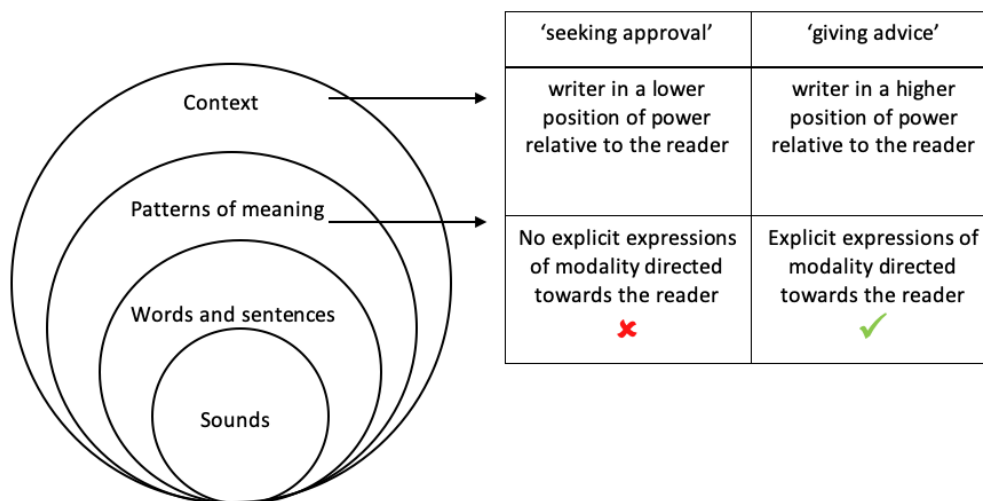 Context
Patterns of meaning
Words and sentences
Sounds
‘seeking approval’
‘giving advice’
writer in a lower
position of power
relative to the reader
writer in a higher
position of power
relative to the reader
No explicit expressions
of modality directed
towards the reader
Explicit expressions of
modality directed
towards the reader